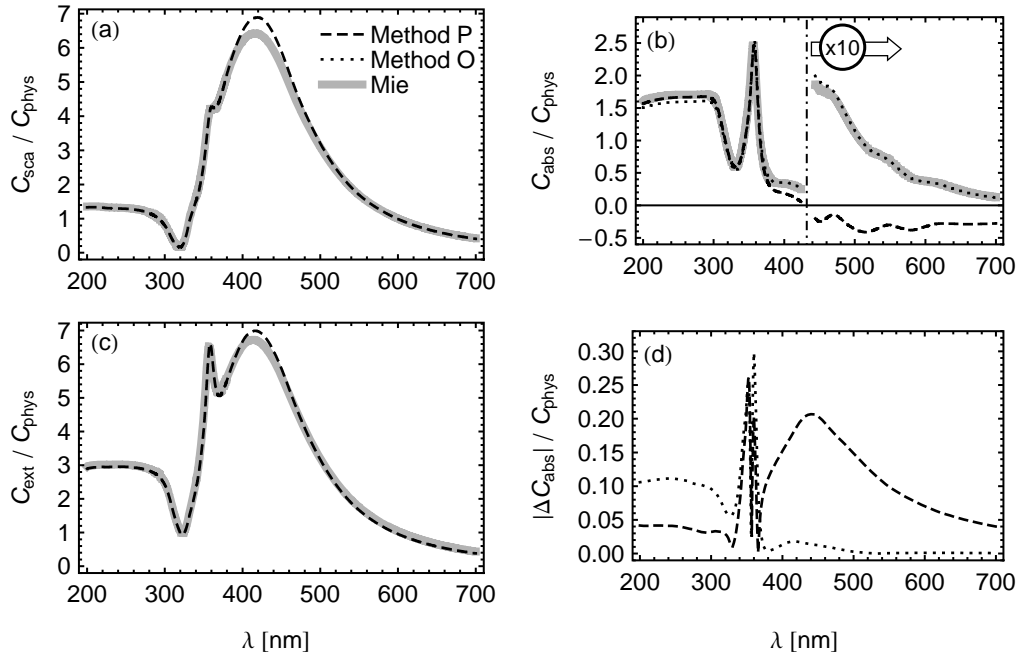 (a)
Method P
Method O
Mie
C_sca / C_phys
7
6
5
4
3
2
1
0
200 300 400 500 600 700
(b)
x10
C_abs / C_phys
2.5
2.0
1.5
1.0
0.5
0.0
−0.5
200 300 400 500 600 700
(c)
C_ext / C_phys
7
6
5
4
3
2
1
0
200 300 400 500 600 700
λ [nm]
(d)
|ΔC_abs| / C_phys
0.30
0.25
0.20
0.15
0.10
0.05
0.00
200 300 400 500 600 700
λ [nm]